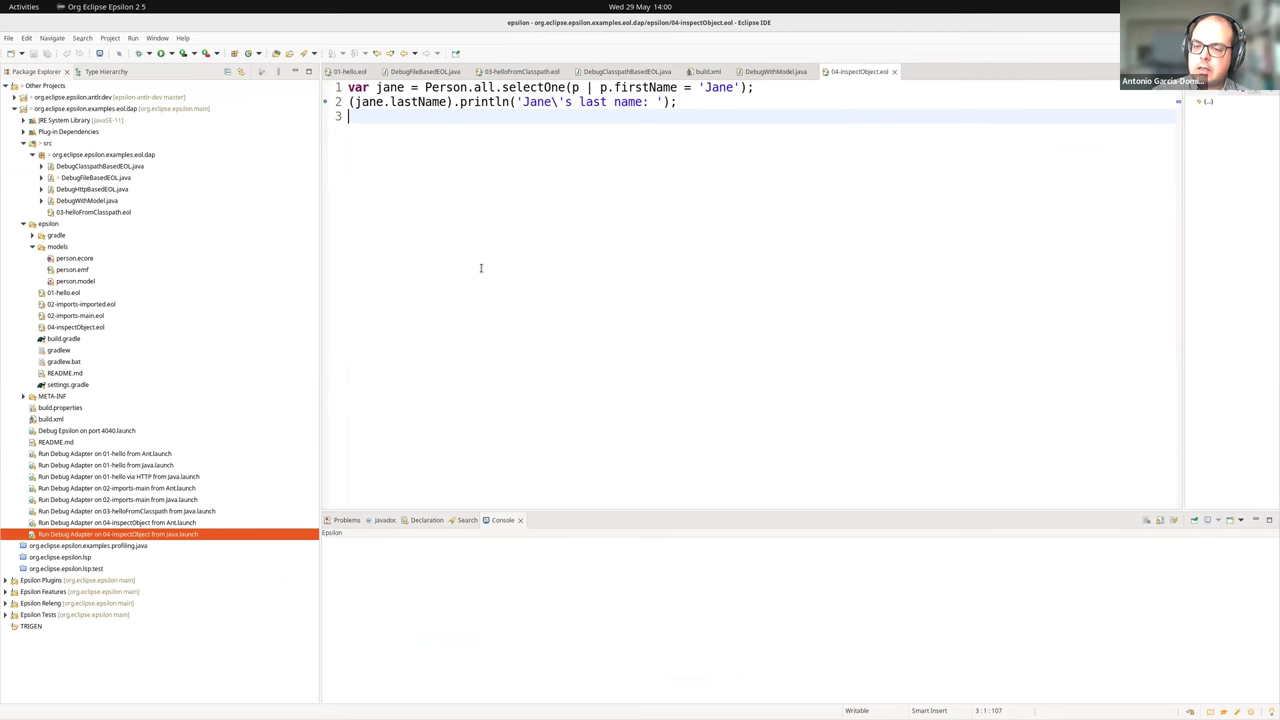 Activities
Org Eclipse Epsilon 2 5
Wed 29 May 14:00
epsilon - org.eclipse.epsilon.examples.eol.dap/epsilon/04-inspectObject.eol - Eclipse IDE
File Edit Navigate Search Project Run Window Help
Package Explorer
Type Hierarchy
01-hello.eol
DebugFileBasedEOL.java
03-helloFromClasspath.eol
DebugClasspathBasedEOL.java
build.xml
DebugWithModel.java
04-inspectObject.eol
Antonio Garcia-Domi...
Other Projects
org.eclipse.epsilon.antlr.dev [epsilon-antlr-dev master]
org.eclipse.epsilon.examples.eol.dap [org.eclipse.epsilon main]
JRE System Library [JavaSE-11]
Plug-in Dependencies
src
org.eclipse.epsilon.examples.eol.dap
DebugClasspathBasedEOL.java
> DebugFileBasedEOL.java
DebugHttpBasedEOL.java
DebugWithModel.java
03-helloFromClasspath.eol
epsilon
gradle
models
person.ecore
person.emf
person.model
01-hello.eol
02-imports-imported.eol
02-imports-main.eol
04-inspectObject.eol
build.gradle
gradlew
gradlew.bat
README.md
settings.gradle
META-INF
build.properties
build.xml
Debug Epsilon on port 4040.launch
README.md
Run Debug Adapter on 01-hello from Ant.launch
Run Debug Adapter on 01-hello from Java.launch
Run Debug Adapter on 01-hello via HTTP from Java.launch
Run Debug Adapter on 02-imports-main from Ant.launch
Run Debug Adapter on 02-imports-main from Java.launch
Run Debug Adapter on 03-helloFromClasspath from Java.launch
Run Debug Adapter on 04-inspectObject from Ant.launch
Run Debug Adapter on 04-inspectObject from Java.launch
org.eclipse.epsilon.examples.profiling.java
org.eclipse.epsilon.lsp
org.eclipse.epsilon.lsp.test
Epsilon Plugins [org.eclipse.epsilon main]
Epsilon Features [org.eclipse.epsilon main]
Epsilon Releng [org.eclipse.epsilon main]
Epsilon Tests [org.eclipse.epsilon main]
TRIGEN
1 var jane = Person.all.selectOne(p | p.firstName = 'Jane');
2 (jane.lastName).println('Jane\'s last name: ');
3
(...)
Problems
Javadoc
Declaration
Search
Console
Epsilon
Writable
Smart Insert
3 : 1 : 107